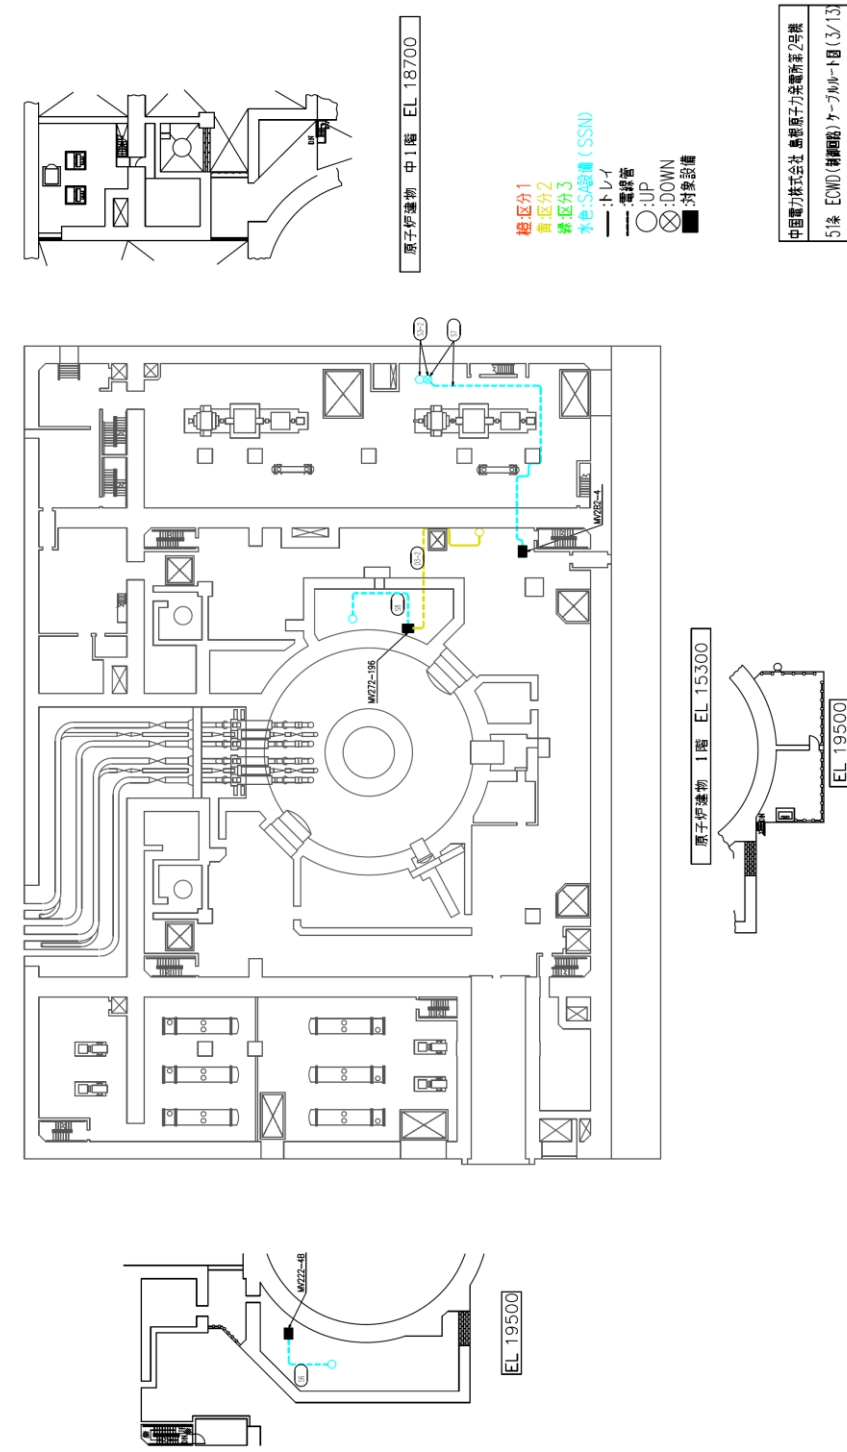 中国電力株式会社 島根原子力発電所第2号機
51条 ECWD(制御回路)ケーブルルート図(3/13)
原子炉建物 中1階 EL 18700
橙:区分1
黄:区分2
緑:区分3
水色:SA設備(SSN)
:トレイ
:電線管
:UP
:DOWN
:対象設備
DN
S7
MV2B2-4
S8
MV272-196
原子炉建物 1階 EL 15300
EL 19500
MV222-4B
S6
EL 19500